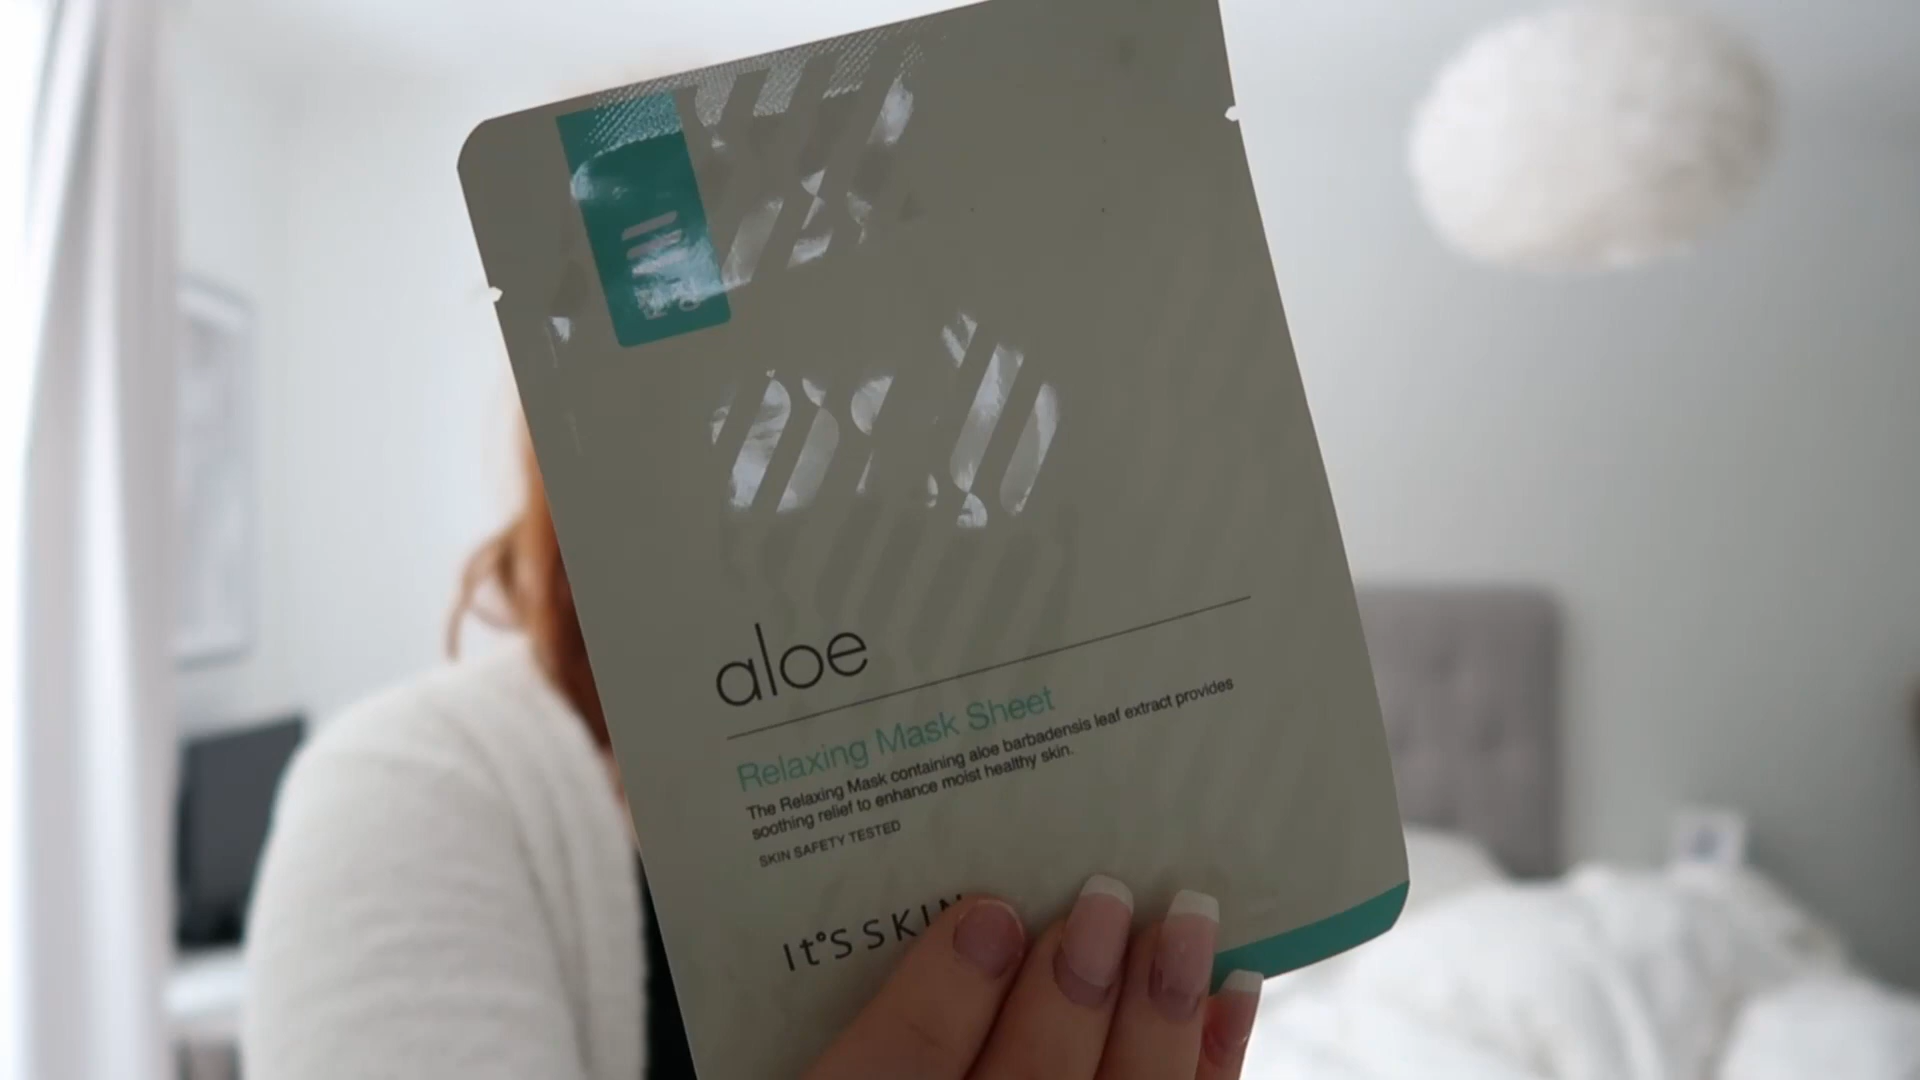 aloe
Relaxing Mask Sheet
The Relaxing Mask containing aloe barbadensis leaf extract provides
soothing relief to enhance moist healthy skin.
SKIN SAFETY TESTED
It'S SKIN